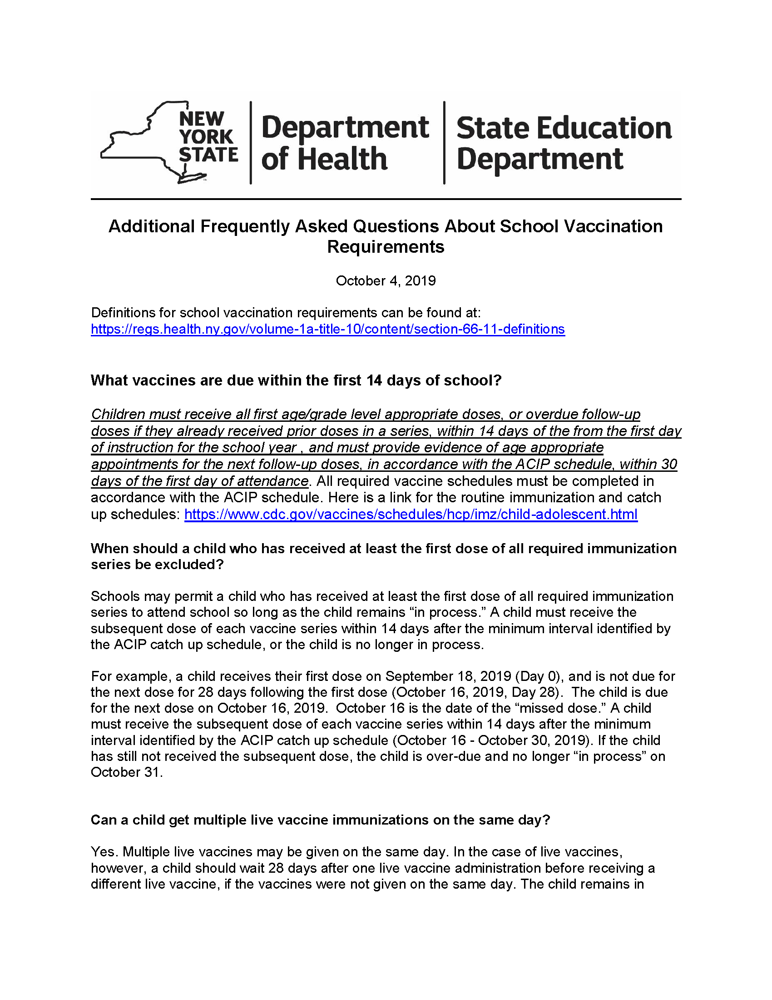 NEW
YORK
STATE
Department
of Health
State Education
Department
Additional Frequently Asked Questions About School Vaccination
Requirements
October 4, 2019
Definitions for school vaccination requirements can be found at:
https://regs.health.ny.gov/volume-1a-title-10/content/section-66-11-definitions
What vaccines are due within the first 14 days of school?
Children must receive all first age/grade level appropriate doses, or overdue follow-up
doses if they already received prior doses in a series, within 14 days of the from the first day
of instruction for the school year , and must provide evidence of age appropriate
appointments for the next follow-up doses, in accordance with the ACIP schedule, within 30
days of the first day of attendance. All required vaccine schedules must be completed in
accordance with the ACIP schedule. Here is a link for the routine immunization and catch
up schedules: https://www.cdc.gov/vaccines/schedules/hcp/imz/child-adolescent.html
When should a child who has received at least the first dose of all required immunization
series be excluded?
Schools may permit a child who has received at least the first dose of all required immunization
series to attend school so long as the child remains “in process.” A child must receive the
subsequent dose of each vaccine series within 14 days after the minimum interval identified by
the ACIP catch up schedule, or the child is no longer in process.
For example, a child receives their first dose on September 18, 2019 (Day 0), and is not due for
the next dose for 28 days following the first dose (October 16, 2019, Day 28).  The child is due
for the next dose on October 16, 2019.  October 16 is the date of the “missed dose.” A child
must receive the subsequent dose of each vaccine series within 14 days after the minimum
interval identified by the ACIP catch up schedule (October 16 - October 30, 2019). If the child
has still not received the subsequent dose, the child is over-due and no longer “in process” on
October 31.
Can a child get multiple live vaccine immunizations on the same day?
Yes. Multiple live vaccines may be given on the same day. In the case of live vaccines,
however, a child should wait 28 days after one live vaccine administration before receiving a
different live vaccine, if the vaccines were not given on the same day. The child remains in